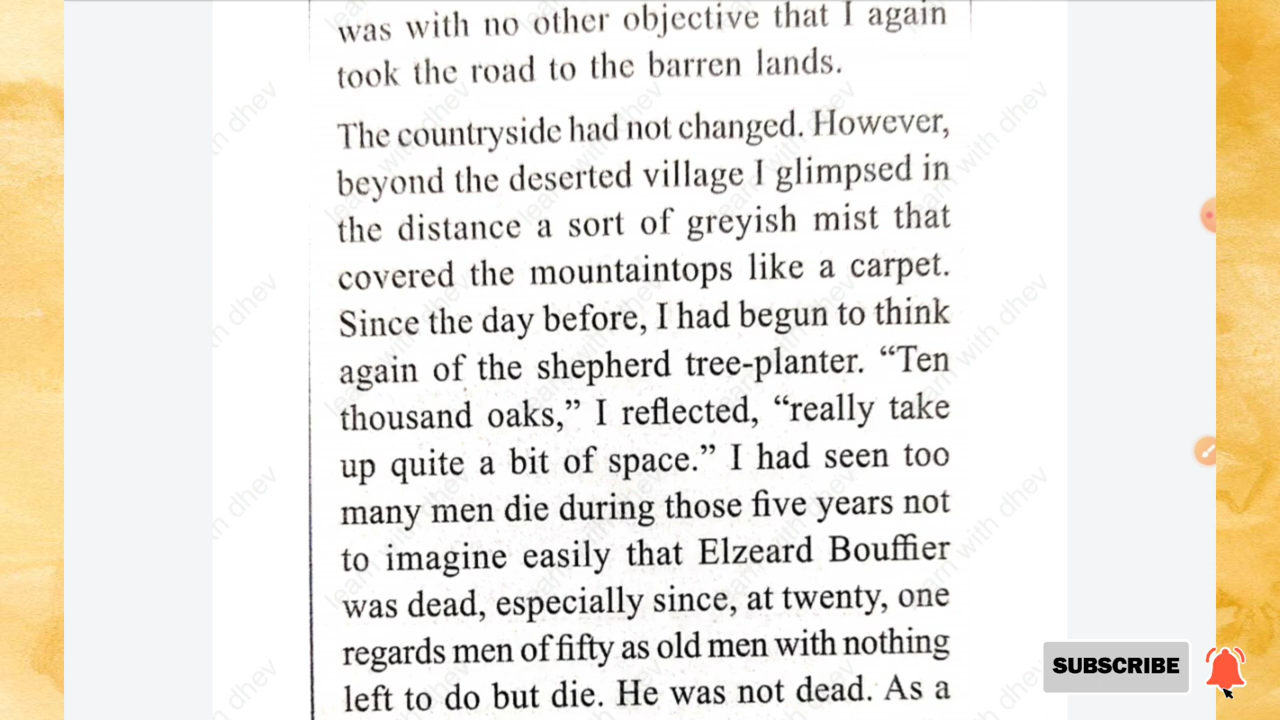 was with no other objective that I again
took the road to the barren lands.
The countryside had not changed. However,
beyond the deserted village I glimpsed in
the distance a sort of greyish mist that
covered the mountaintops like a carpet.
Since the day before, I had begun to think
again of the shepherd tree-planter. “Ten
thousand oaks,” I reflected, “really take
up quite a bit of space.” I had seen too
many men die during those five years not
to imagine easily that Elzeard Bouffier
was dead, especially since, at twenty, one
regards men of fifty as old men with nothing
left to do but die. He was not dead. As a
SUBSCRIBE
learn with dhev